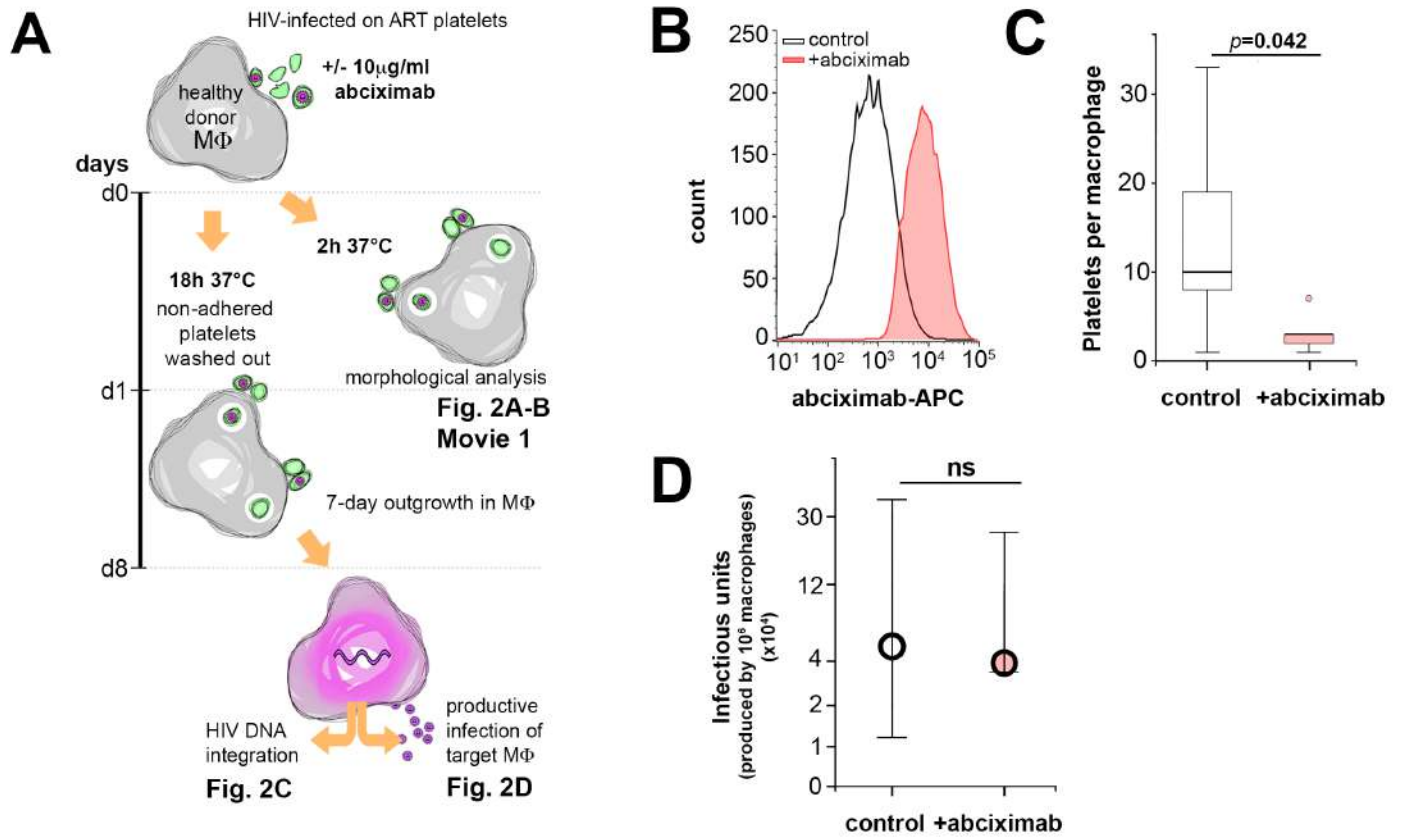 A
HIV-infected on ART platelets
+/- 10μg/ml
abciximab
healthy
donor
MΦ
days
d0
2h 37°C
18h 37°C
non-adhered
platelets
washed out
morphological analysis
d1
Fig. 2A-B
Movie 1
7-day outgrowth in MΦ
d8
HIV DNA
integration
Fig. 2C
productive
infection of
target MΦ
Fig. 2D
B
control
+abciximab
count
250
200
150
100
50
0
10¹ 10² 10³ 10⁴ 10⁵
abciximab-APC
C
p=0.042
Platelets per macrophage
30
20
10
0
control +abciximab
D
ns
Infectious units
(produced by 10⁶ macrophages)
(x10⁴)
30
12
4
2
1
0
control +abciximab